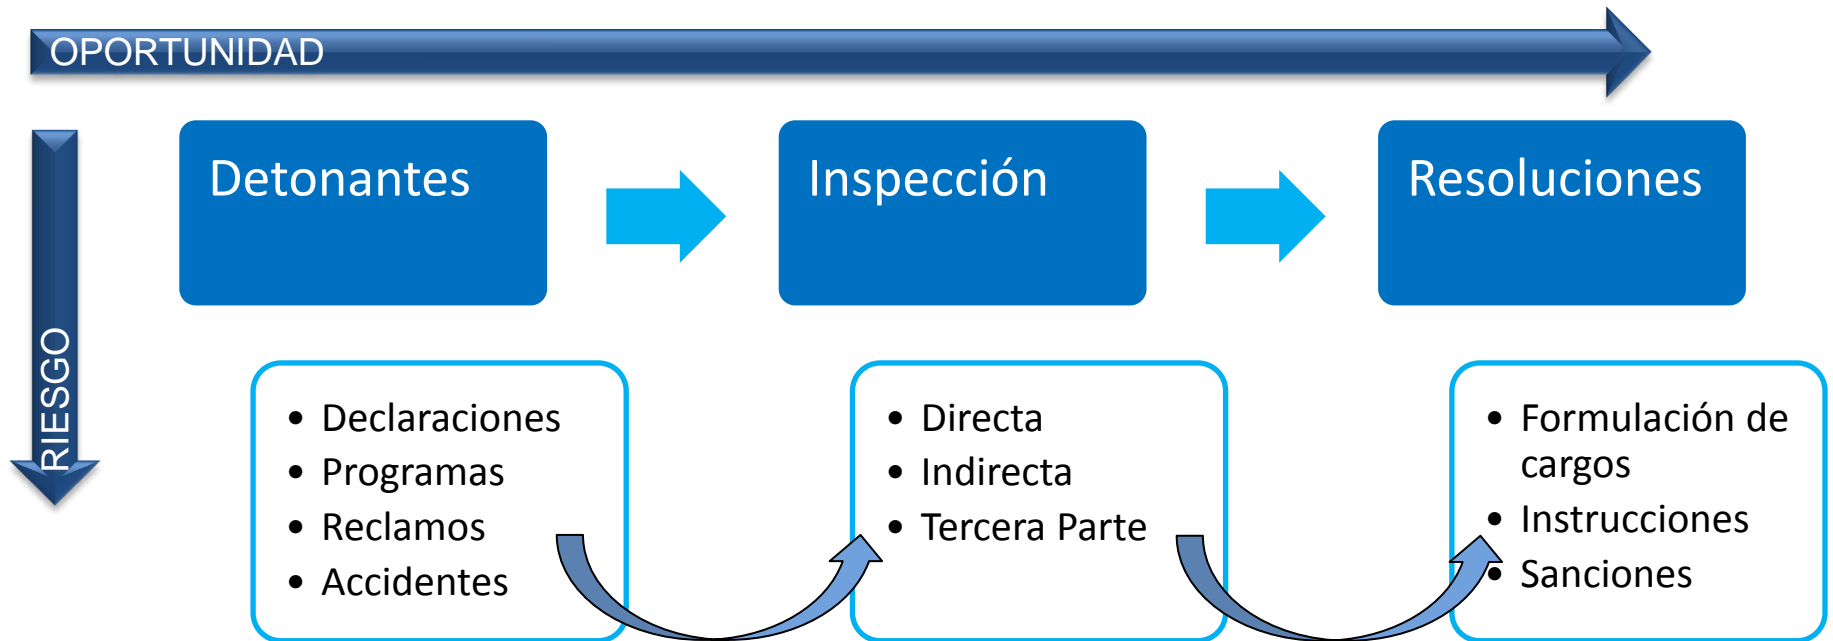 OPORTUNIDAD
RIESGO
Detonantes
Inspección
Resoluciones
• Declaraciones
• Programas
• Reclamos
• Accidentes
• Directa
• Indirecta
• Tercera Parte
• Formulación de
cargos
• Instrucciones
• Sanciones